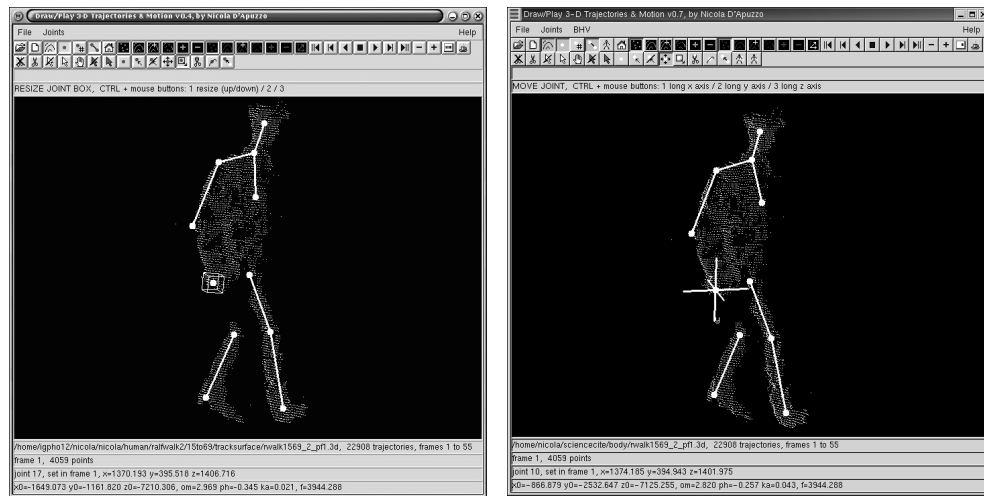 Draw/Play 3-D Trajectories & Motion v0.4, by Nicola D'Apuzzo
File Joints Help
RESIZE JOINT BOX, CTRL + mouse buttons: 1 resize (up/down) / 2 / 3
/home/igpho12/nicola/nicola/human/ralfwalk2/15to69/tracksurface/rwalk1569_2_pf1.3d, 22908 trajectories, frames 1 to 55
frame 1, 4059 points
joint 17, set in frame 1, x=1370.193 y=395.518 z=1406.716
x0=-1649.073 y0=-1161.820 z0=-7210.306, om=2.969 ph=-0.345 ka=0.021, f=3944.288
Draw/Play 3-D Trajectories & Motion v0.7, by Nicola D'Apuzzo
File Joints BHV Help
MOVE JOINT, CTRL + mouse buttons: 1 long x axis / 2 long y axis / 3 long z axis
/home/nicola/sciencecite/body/rwalk1569_2_pf1.3d, 22908 trajectories, frames 1 to 55
frame 1, 4059 points
joint 10, set in frame 1, x=1374.185 y=394.943 z=1401.975
x0=-866.879 y0=-2532.647 z0=-7125.255, om=2.820 ph=-0.257 ka=0.043, f=3944.288